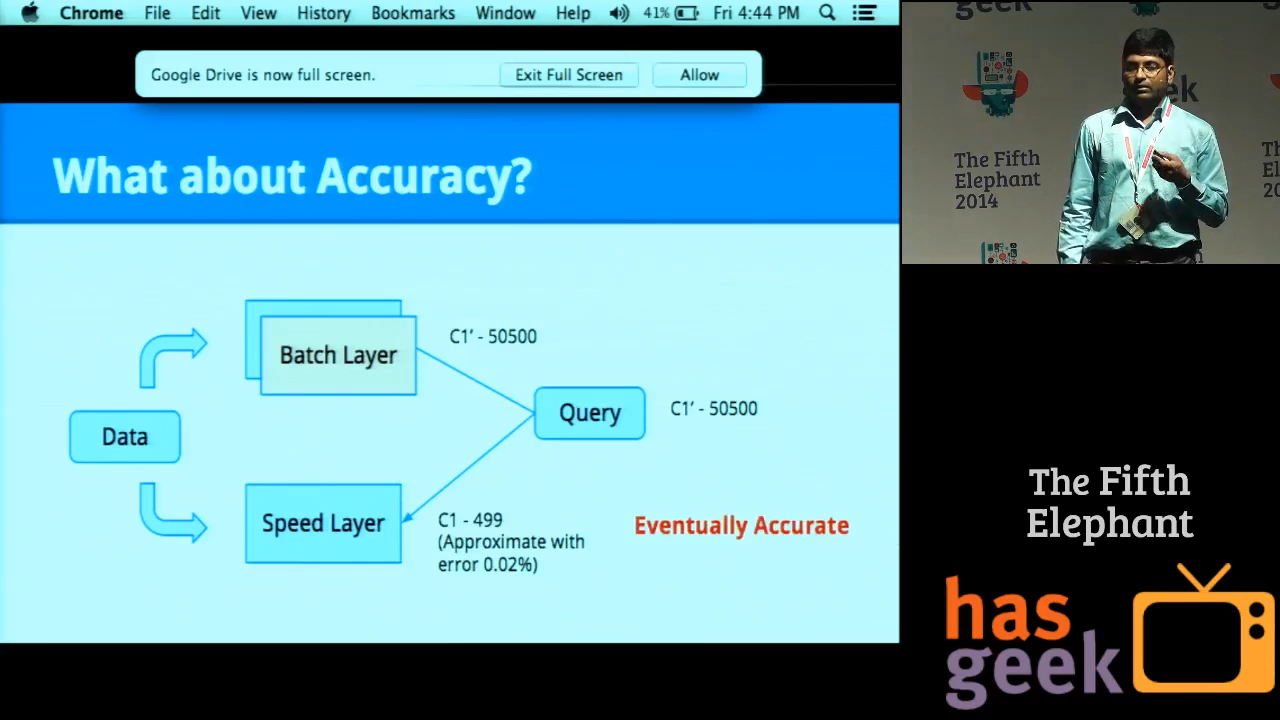 Chrome File Edit View History Bookmarks Window Help 41% Fri 4:44 PM
Google Drive is now full screen. Exit Full Screen Allow
What about Accuracy?
Batch Layer
C1’ - 50500
Data
Query
C1’ - 50500
Speed Layer
C1 - 499
(Approximate with
error 0.02%)
Eventually Accurate
geek
geek
The Fifth
Elephant
2014
The Fifth
Elephant
has
geek